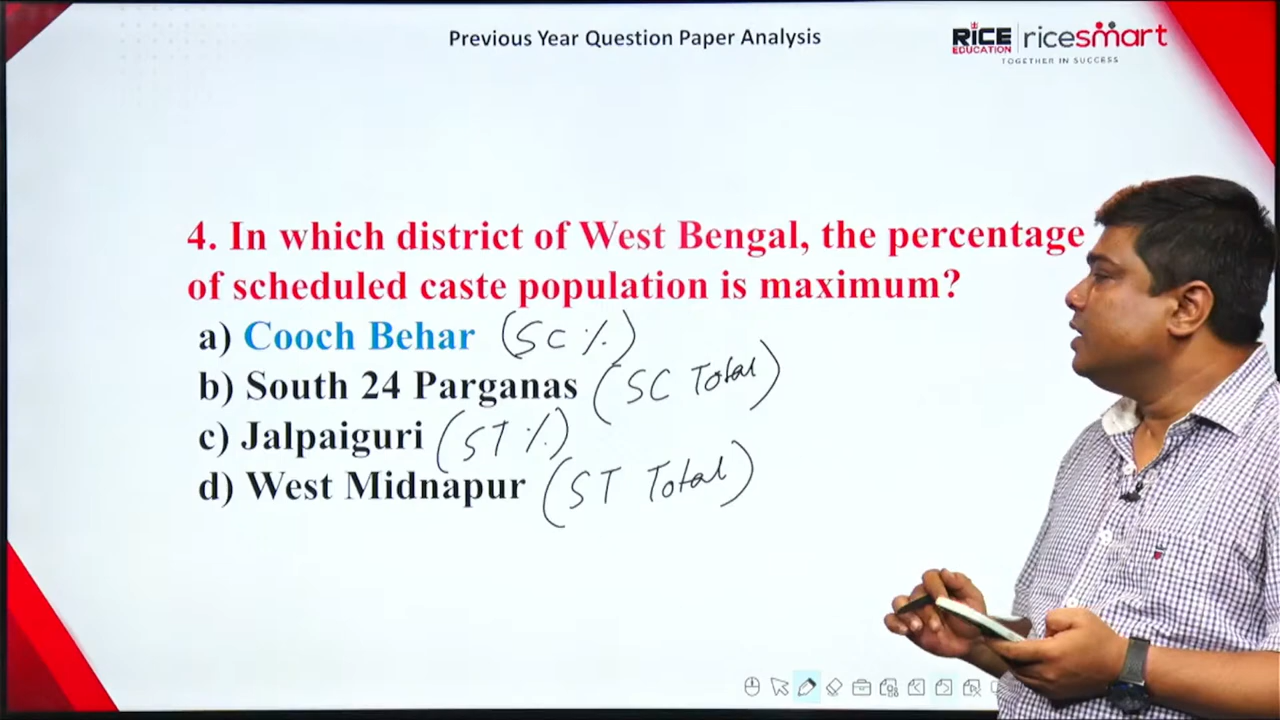 Previous Year Question Paper Analysis
RICE EDUCATION ricesmart
TOGETHER IN SUCCESS
4. In which district of West Bengal, the percentage
of scheduled caste population is maximum?
a) Cooch Behar (SC %)
b) South 24 Parganas (SC Total)
c) Jalpaiguri (ST %)
d) West Midnapur (ST Total)